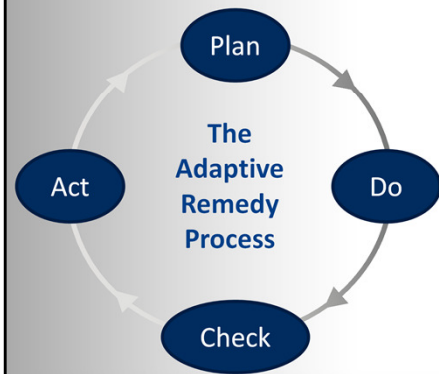 Plan
The
Adaptive
Remedy
Process
Act
Do
Check